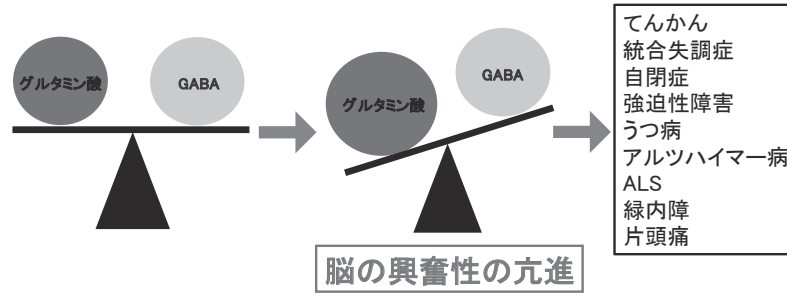 グルタミン酸
GABA
グルタミン酸
GABA
脳の興奮性の亢進
てんかん
統合失調症
自閉症
強迫性障害
うつ病
アルツハイマー病
ALS
緑内障
片頭痛